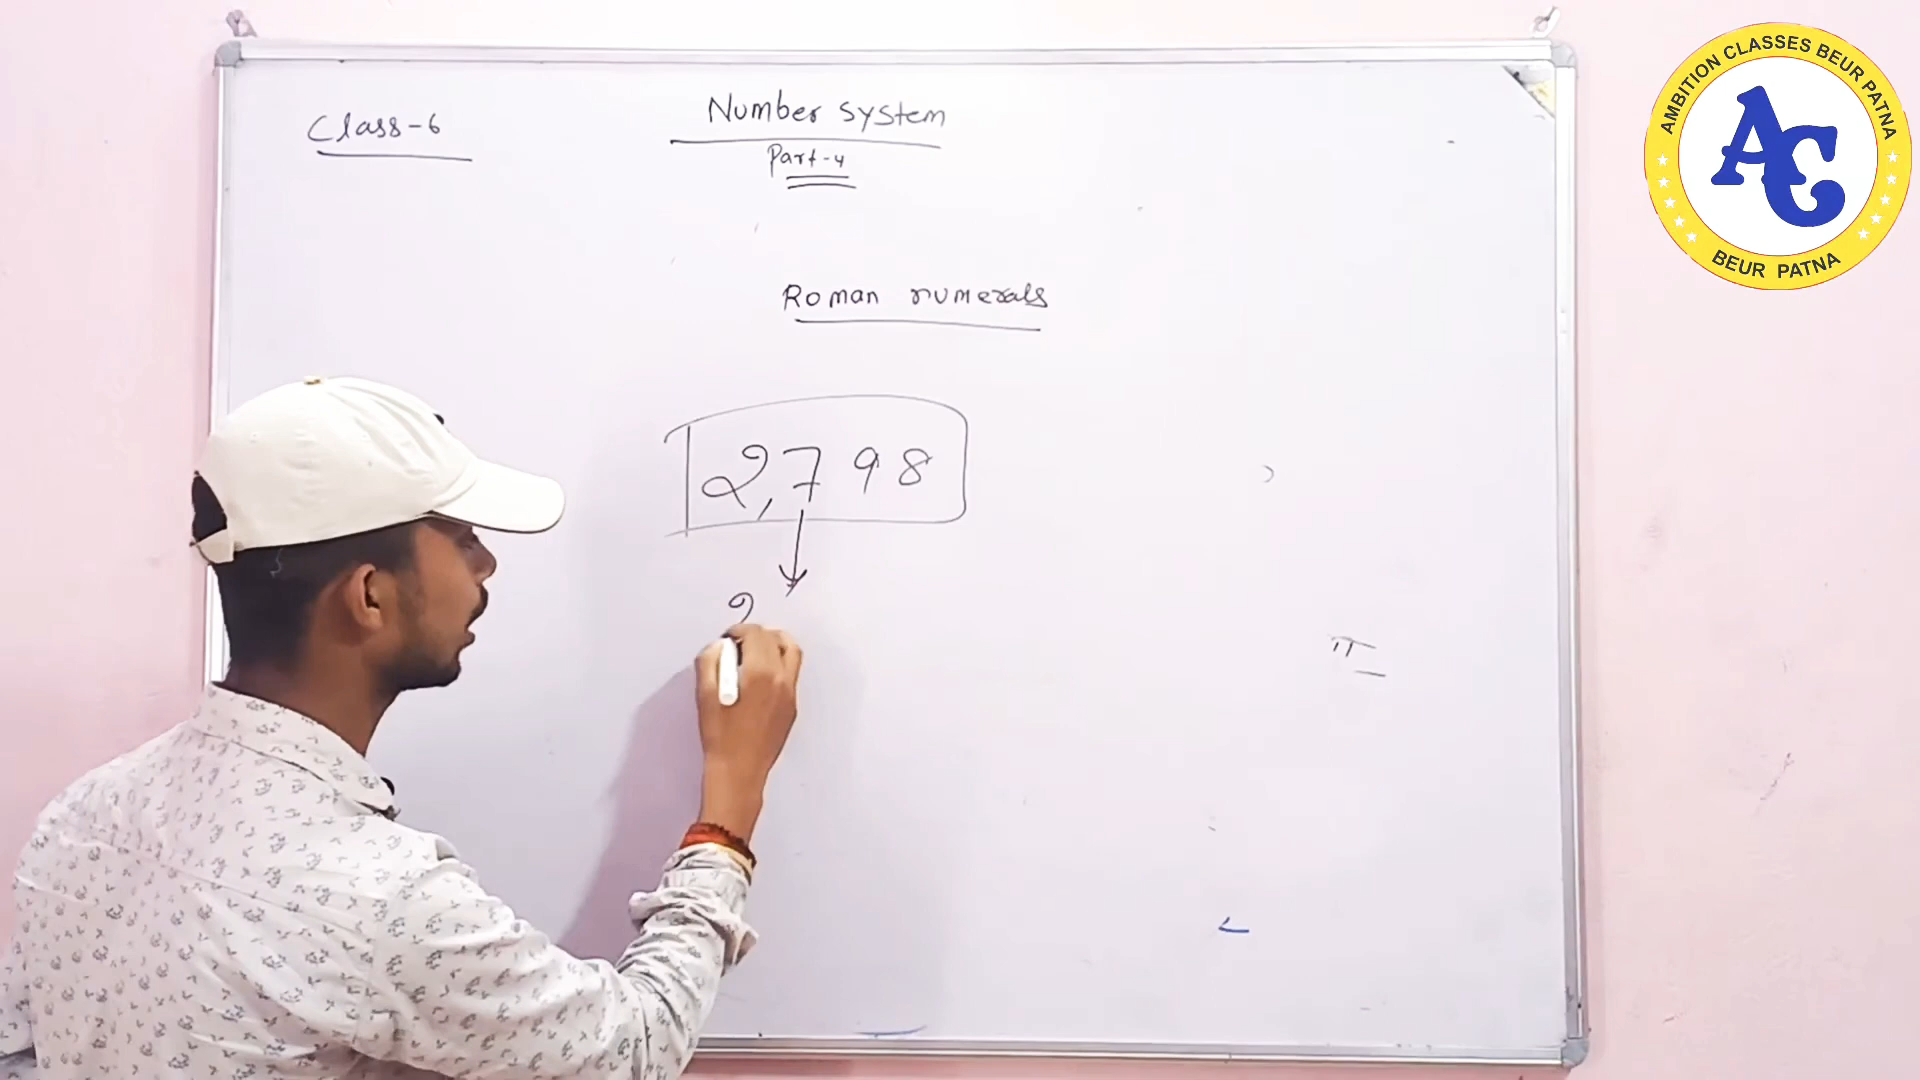 Class-6
Number system
Part-4
Roman numerals
2,798
2
AMBITION CLASSES BEUR PATNA
AC
BEUR PATNA